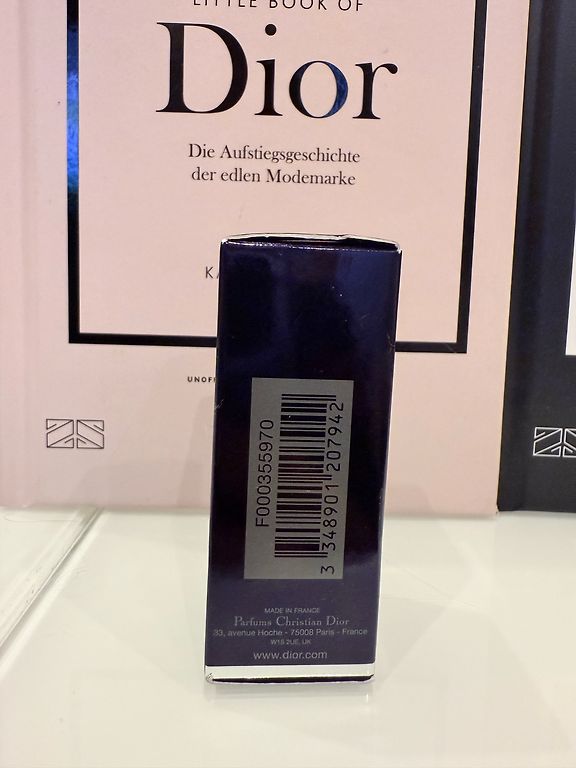 LITTLE BOOK OF
Dior
Die Aufstiegsgeschichte
der edlen Modemarke
F000355970
3 348901 207942
MADE IN FRANCE
Parfums Christian Dior
33, avenue Hoche - 75008 Paris - France
W1S 2UE, UK
www.dior.com